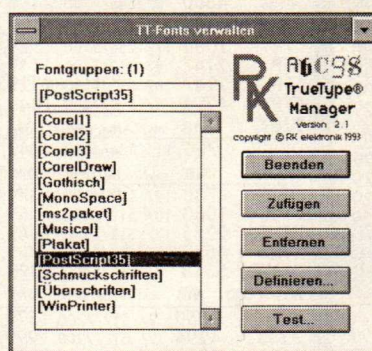 TT-Fonts verwalten
Fontgruppen: (1)
[PostScript35]
[Corel1]
[Corel2]
[Corel3]
[CorelDraw]
[Gothisch]
[MonoSpace]
[ms2paket]
[Musical]
[Plakat]
[PostScript35]
[Schmuckschriften]
[Überschriften]
[WinPrinter]
RK
AbCSS
TrueType®
Manager
Version 2.1
copyright © RK elektronik 1993
Beenden
Zufügen
Entfernen
Definieren...
Test...